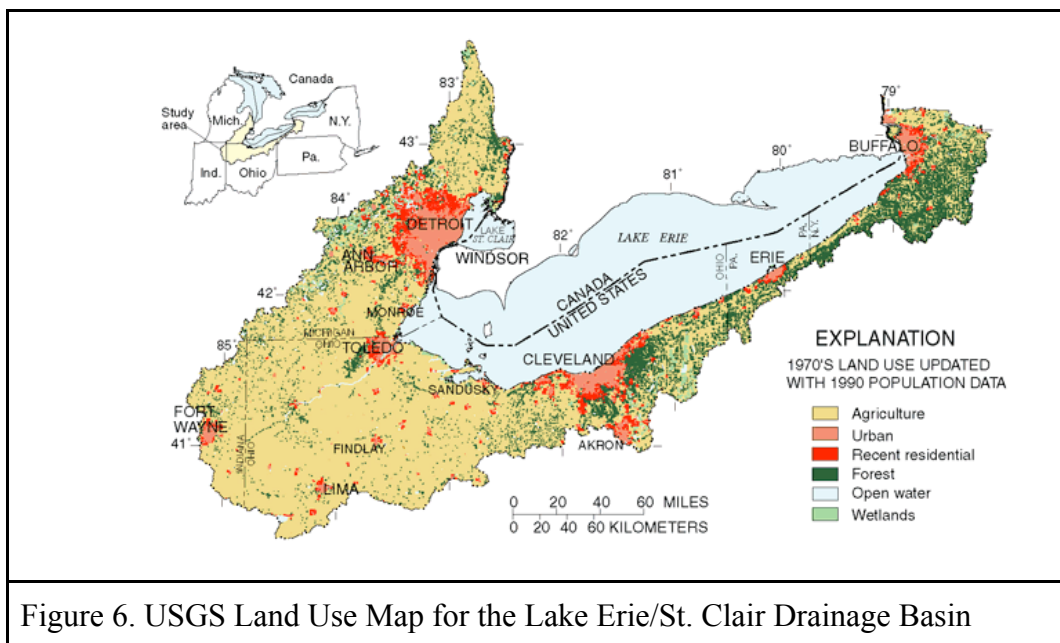 Canada
Study
area
Mich.
N.Y.
Pa.
Ind.
Ohio
83°
43°
84°
42°
85°
41°
82°
81°
80°
79°
BUFFALO
DETROIT
LAKE
ST. CLAIR
WINDSOR
LAKE ERIE
ANN
ARBOR
MONROE
MICHIGAN
OHIO
TOLEDO
CANADA
UNITED STATES
PA.
N.Y.
OHIO
PA.
ERIE
CLEVELAND
SANDUSKY
FORT
WAYNE
INDIANA
OHIO
FINDLAY
AKRON
LIMA
0 20 40 60 MILES
0 20 40 60 KILOMETERS
EXPLANATION
1970'S LAND USE UPDATED
WITH 1990 POPULATION DATA
Agriculture
Urban
Recent residential
Forest
Open water
Wetlands
Figure 6. USGS Land Use Map for the Lake Erie/St. Clair Drainage Basin